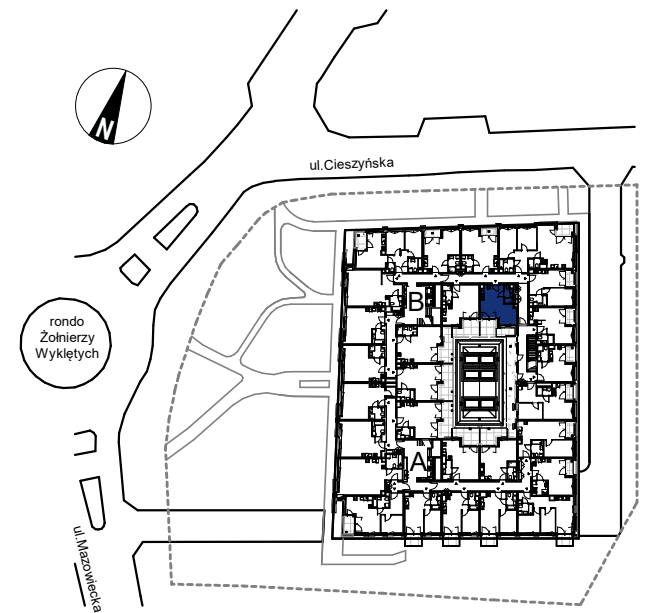 N
ul.Cieszyńska
B
rondo
Żołnierzy
Wyklętych
A
ul.Mazowiecka